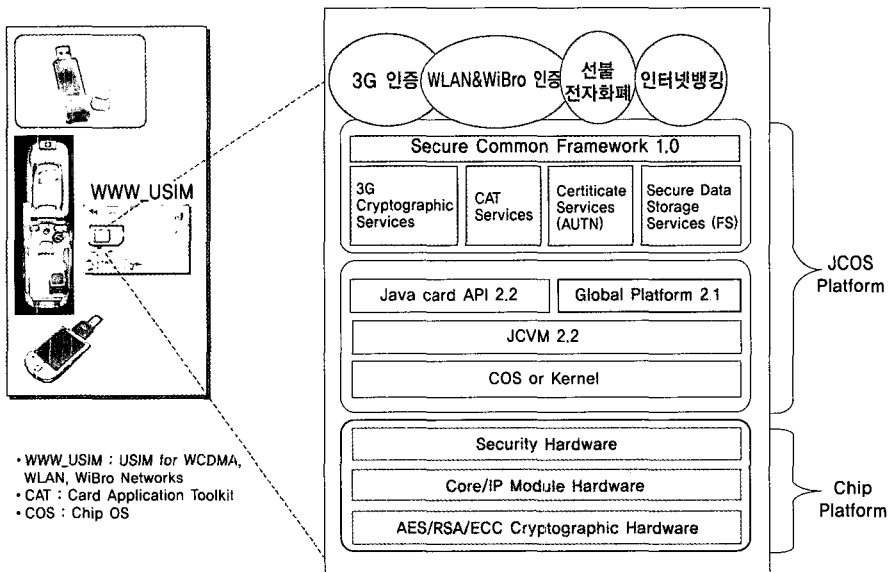 WWW_USIM
• WWW_USIM : USIM for WCDMA,
WLAN, WiBro Networks
• CAT : Card Application Toolkit
• COS : Chip OS
3G 인증
WLAN&WiBro 인증
선불
전자화폐
인터넷뱅킹
Secure Common Framework 1.0
3G
Cryptographic
Services
CAT
Services
Certificate
Services
(AUTN)
Secure Data
Storage
Services (FS)
Java card API 2.2
Global Platform 2.1
JCVM 2.2
COS or Kernel
JCOS
Platform
Security Hardware
Core/IP Module Hardware
AES/RSA/ECC Cryptographic Hardware
Chip
Platform